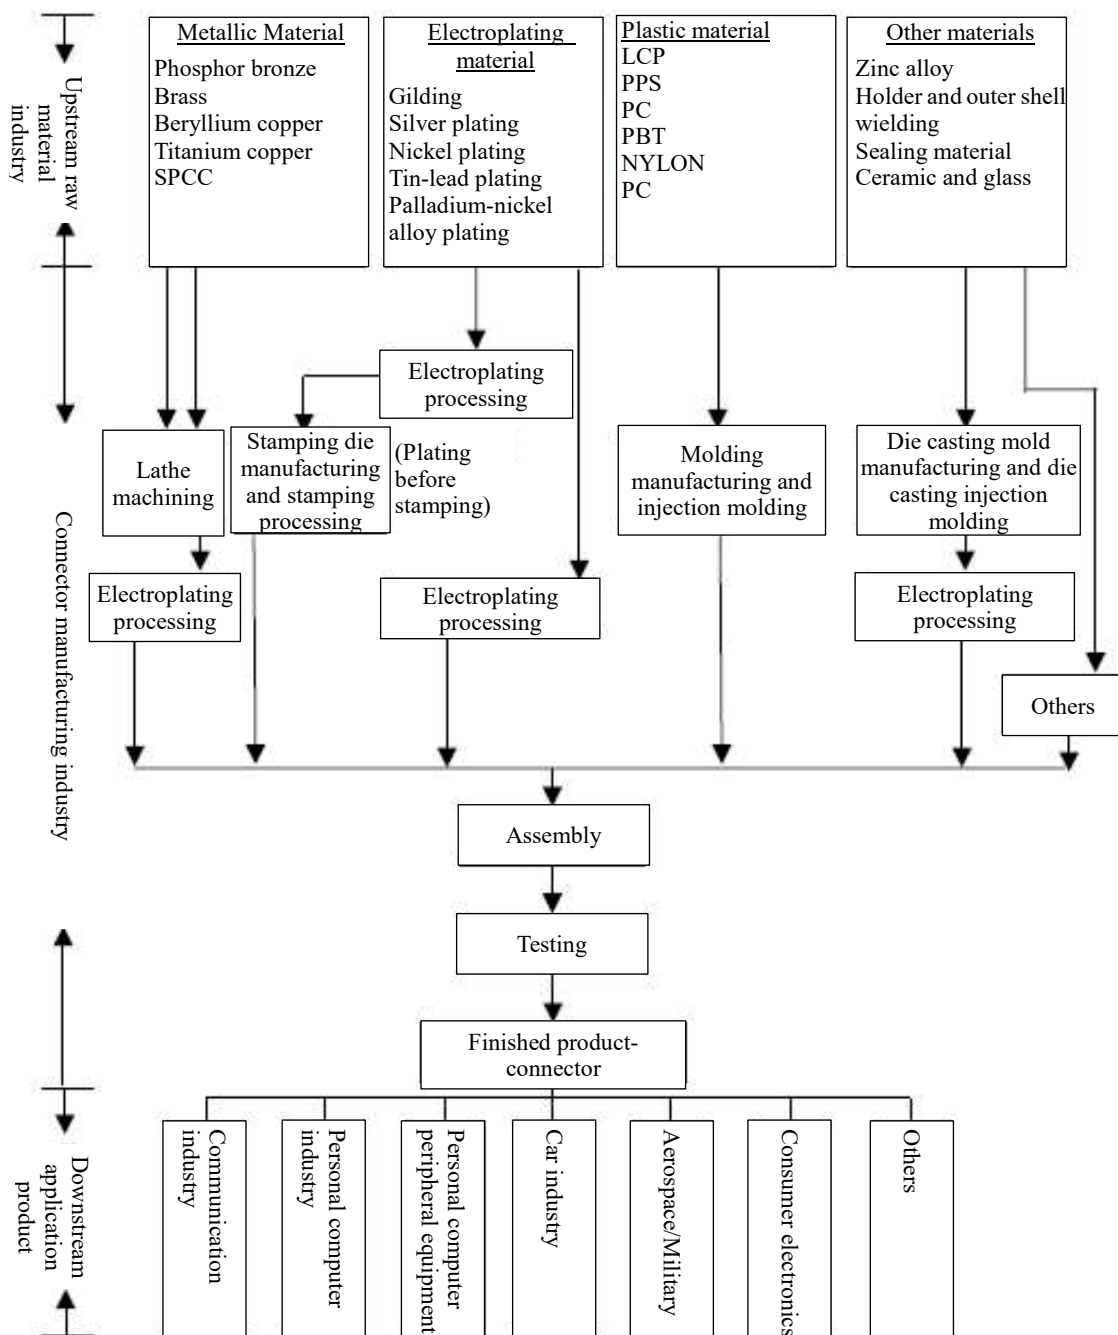 Upstream raw
material
industry
Metallic Material
Phosphor bronze
Brass
Beryllium copper
Titanium copper
SPCC
Electroplating
material
Gilding
Silver plating
Nickel plating
Tin-lead plating
Palladium-nickel
alloy plating
Plastic material
LCP
PPS
PC
PBT
NYLON
PC
Other materials
Zinc alloy
Holder and outer shell
wielding
Sealing material
Ceramic and glass
Connector manufacturing industry
Electroplating
processing
Lathe
machining
Stamping die
manufacturing
and stamping
processing
(Plating
before
stamping)
Molding
manufacturing and
injection molding
Die casting mold
manufacturing and die
casting injection
molding
Electroplating
processing
Electroplating
processing
Electroplating
processing
Others
Assembly
Testing
Finished product-
connector
Downstream
application
product
Communication
industry
Personal computer
industry
Personal computer
peripheral equipment
Car industry
Aerospace/Military
Consumer electronics
Others